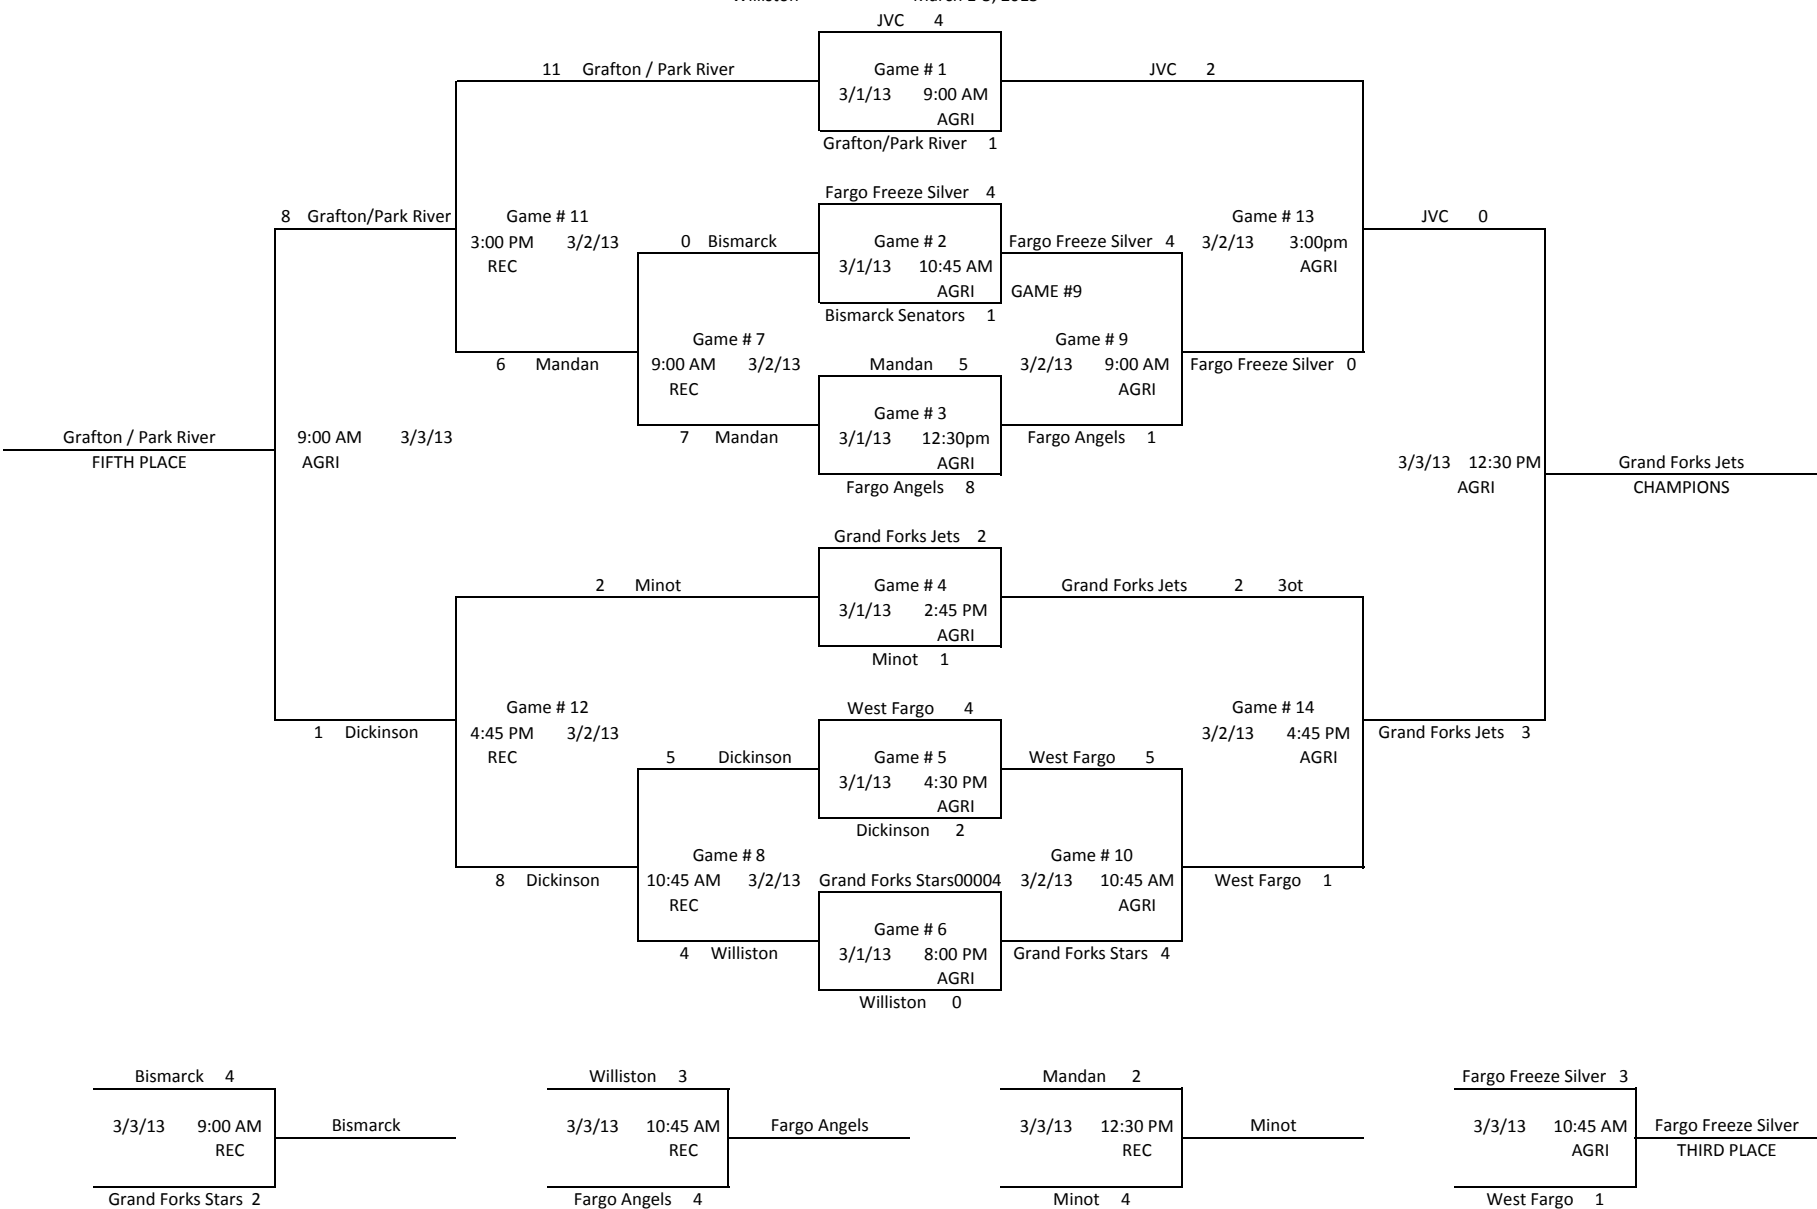 JVC 4
11 Grafton / Park River Game # 1 JVC 2
3/1/13 9:00 AM
AGRI
Grafton/Park River 1
Fargo Freeze Silver 4
8 Grafton/Park River Game # 11 Game # 13 JVC 0
3:00 PM 3/2/13 0 Bismarck Game # 2 Fargo Freeze Silver 4 3/2/13 3:00pm
REC 3/1/13 10:45 AM AGRI
AGRI GAME #9
Bismarck Senators 1
Game # 7 Game # 9
6 Mandan 9:00 AM 3/2/13 Mandan 5 3/2/13 9:00 AM Fargo Freeze Silver 0
REC AGRI
Game # 3
Grafton / Park River 9:00 AM 3/3/13 7 Mandan 3/1/13 12:30pm Fargo Angels 1
FIFTH PLACE AGRI AGRI 3/3/13 12:30 PM Grand Forks Jets
Fargo Angels 8 AGRI CHAMPIONS
Grand Forks Jets 2
2 Minot Game # 4 Grand Forks Jets 2 3ot
3/1/13 2:45 PM
AGRI
Minot 1
Game # 12 West Fargo 4 Game # 14
1 Dickinson 4:45 PM 3/2/13 3/2/13 4:45 PM Grand Forks Jets 3
REC 5 Dickinson Game # 5 West Fargo 5 AGRI
3/1/13 4:30 PM
AGRI
Dickinson 2
Game # 8 Game # 10
8 Dickinson 10:45 AM 3/2/13 Grand Forks Stars00004 3/2/13 10:45 AM West Fargo 1
REC AGRI
Game # 6
4 Williston 3/1/13 8:00 PM Grand Forks Stars 4
AGRI
Williston 0
Bismarck 4 Williston 3 Mandan 2 Fargo Freeze Silver 3
3/3/13 9:00 AM Bismarck 3/3/13 10:45 AM Fargo Angels 3/3/13 12:30 PM Minot 3/3/13 10:45 AM Fargo Freeze Silver
REC REC REC AGRI THIRD PLACE
Grand Forks Stars 2 Fargo Angels 4 Minot 4 West Fargo 1